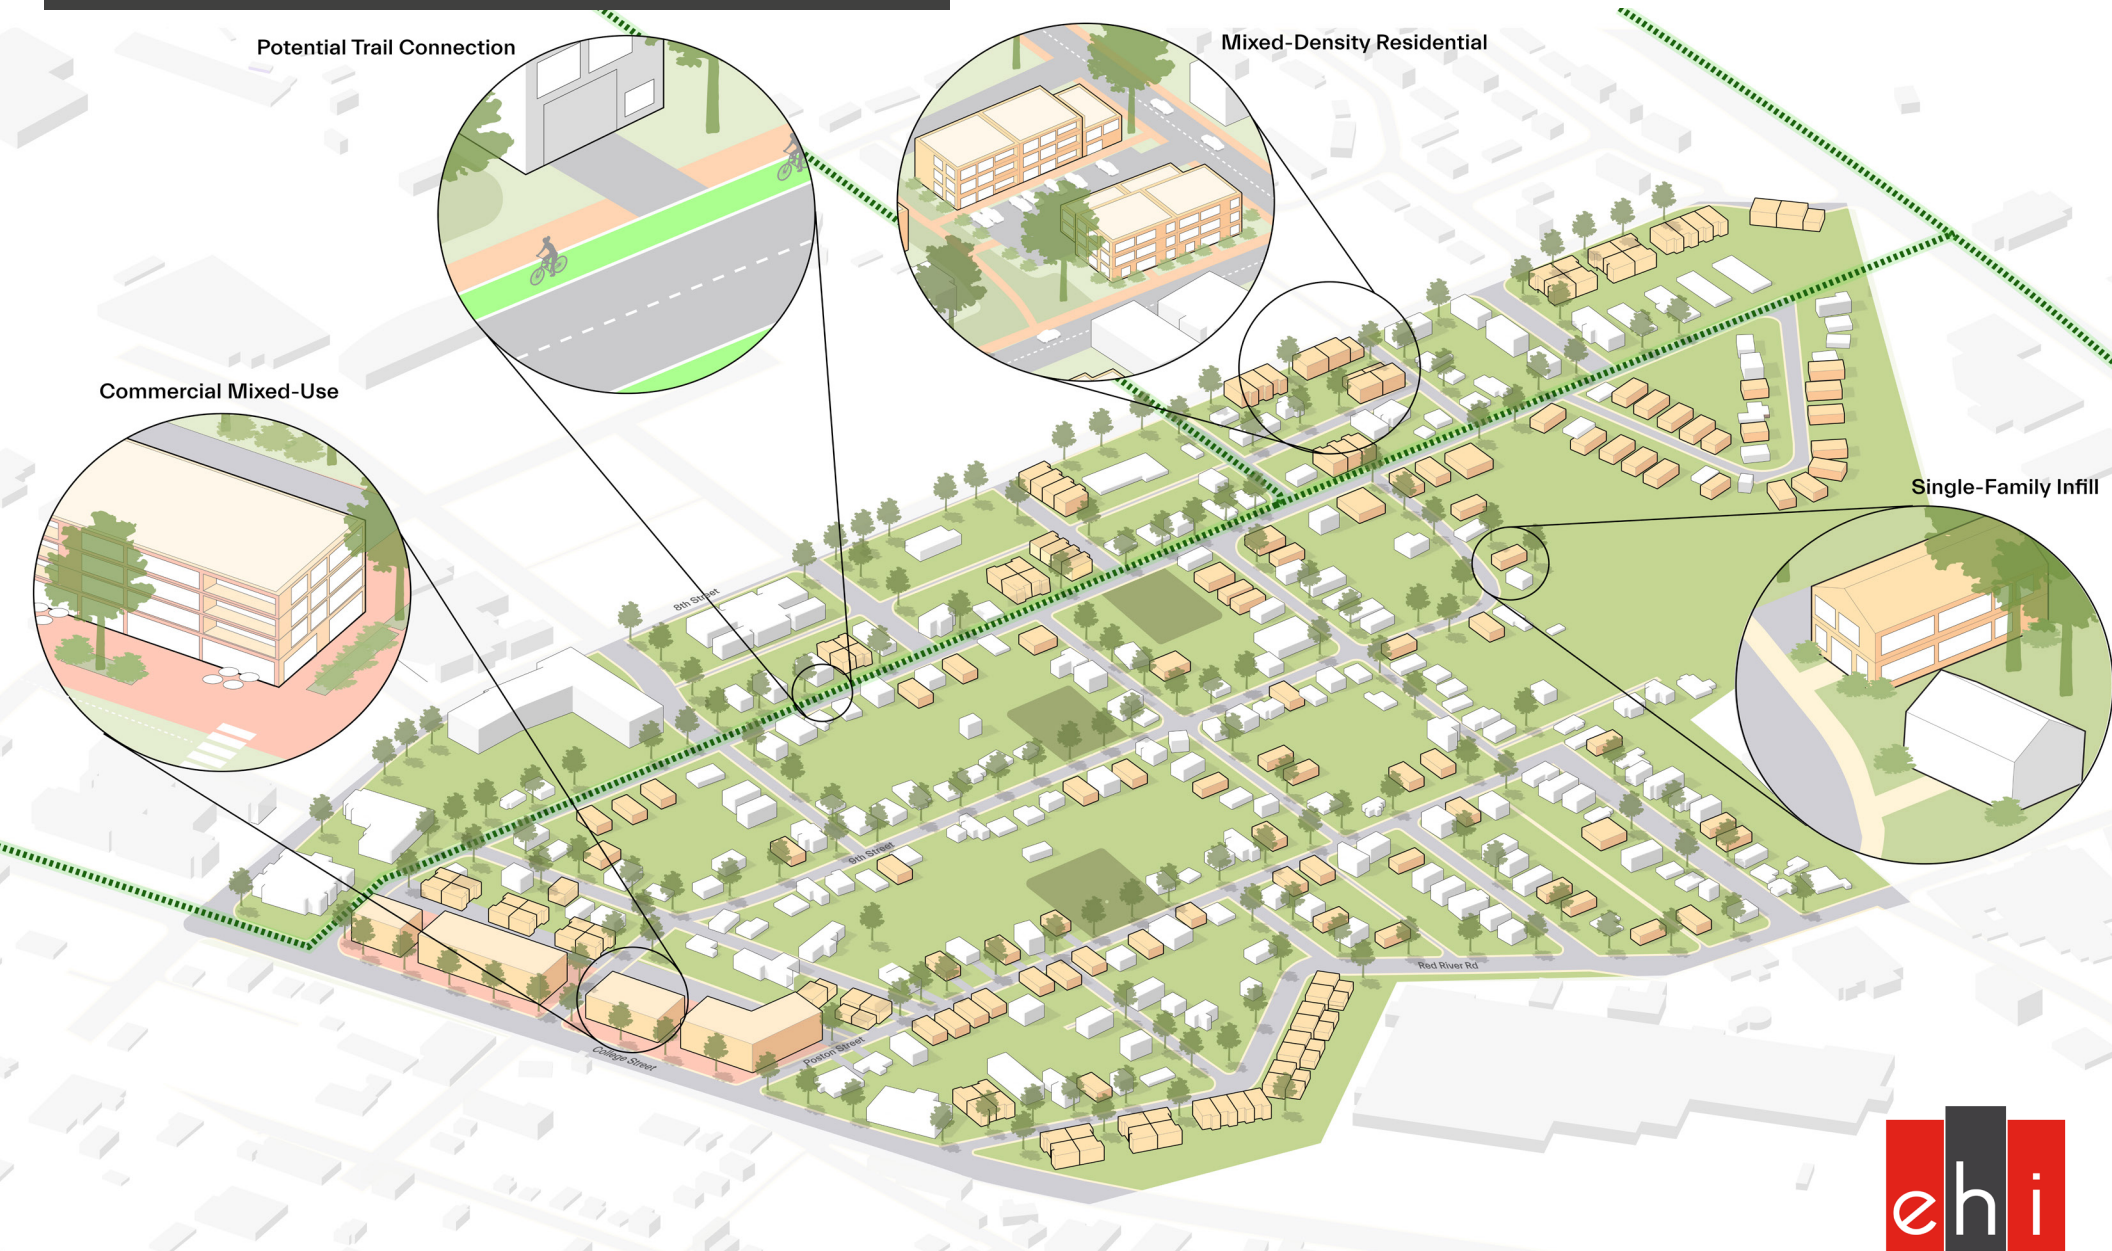 Potential Trail Connection
Mixed-Density Residential
Commercial Mixed-Use
Single-Family Infill
8th Street
9th Street
Red River Rd
College Street
Poston Street
ehi